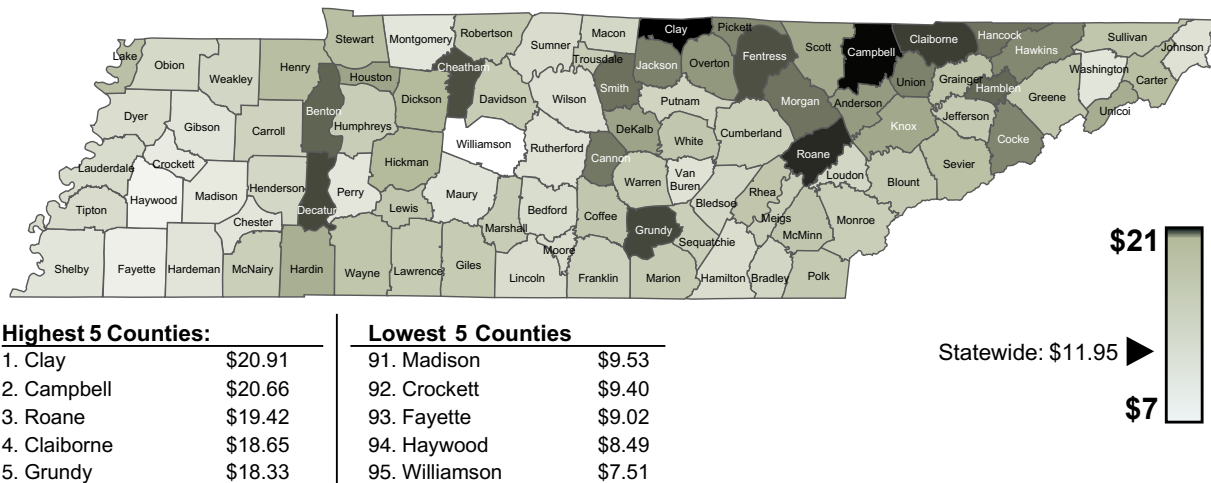 Stewart
Montgomery
Robertson
Sumner
Macon
Clay
Pickett
Scott
Campbell
Claiborne
Hancock
Hawkins
Sullivan
Johnson
Lake
Obion
Weakley
Henry
Houston
Cheatham
Trousdale
Smith
Jackson
Overton
Fentress
Union
Grainger
Hamblen
Washington
Carter
Dyer
Gibson
Carroll
Benton
Humphreys
Dickson
Davidson
Wilson
Putnam
Morgan
Anderson
Knox
Jefferson
Greene
Unicoi
Lauderdale
Crockett
Hickman
Williamson
Rutherford
Cannon
DeKalb
White
Cumberland
Roane
Loudon
Blount
Sevier
Cocke
Tipton
Haywood
Madison
Chester
Henderson
Decatur
Perry
Lewis
Maury
Marshall
Bedford
Coffee
Warren
Van
Buren
Bledsoe
Rhea
Meigs
McMinn
Monroe
Shelby
Fayette
Hardeman
McNairy
Hardin
Wayne
Lawrence
Giles
Lincoln
Moore
Franklin
Grundy
Sequatchie
Marion
Hamilton
Bradley
Polk
$21
Statewide: $11.95
$7
Highest 5 Counties:
1. Clay $20.91
2. Campbell $20.66
3. Roane $19.42
4. Claiborne $18.65
5. Grundy $18.33
Lowest 5 Counties
91. Madison $9.53
92. Crockett $9.40
93. Fayette $9.02
94. Haywood $8.49
95. Williamson $7.51